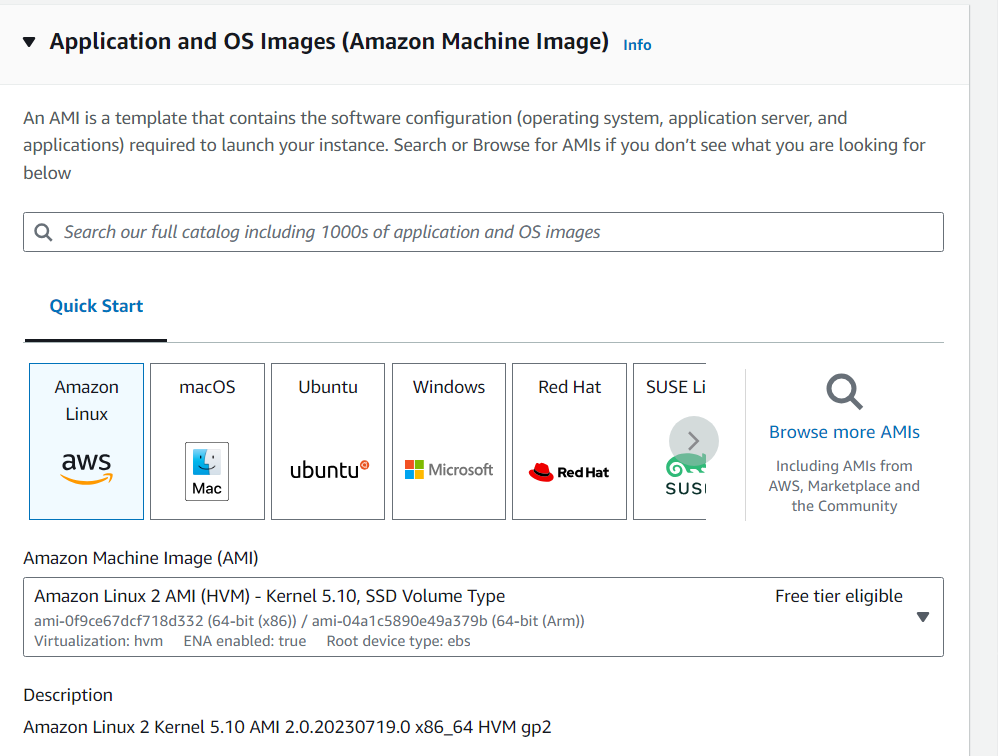 Application and OS Images (Amazon Machine Image) Info
An AMI is a template that contains the software configuration (operating system, application server, and
applications) required to launch your instance. Search or Browse for AMIs if you don’t see what you are looking for
below
Search our full catalog including 1000s of application and OS images
Quick Start
Amazon
Linux
aws
macOS
Mac
Ubuntu
ubuntu
Windows
Microsoft
Red Hat
Red Hat
SUSE Li
SUS
Browse more AMIs
Including AMIs from
AWS, Marketplace and
the Community
Amazon Machine Image (AMI)
Amazon Linux 2 AMI (HVM) - Kernel 5.10, SSD Volume Type
Free tier eligible
ami-0f9ce67dcf718d332 (64-bit (x86)) / ami-04a1c5890e49a379b (64-bit (Arm))
Virtualization: hvm ENA enabled: true Root device type: ebs
Description
Amazon Linux 2 Kernel 5.10 AMI 2.0.20230719.0 x86_64 HVM gp2